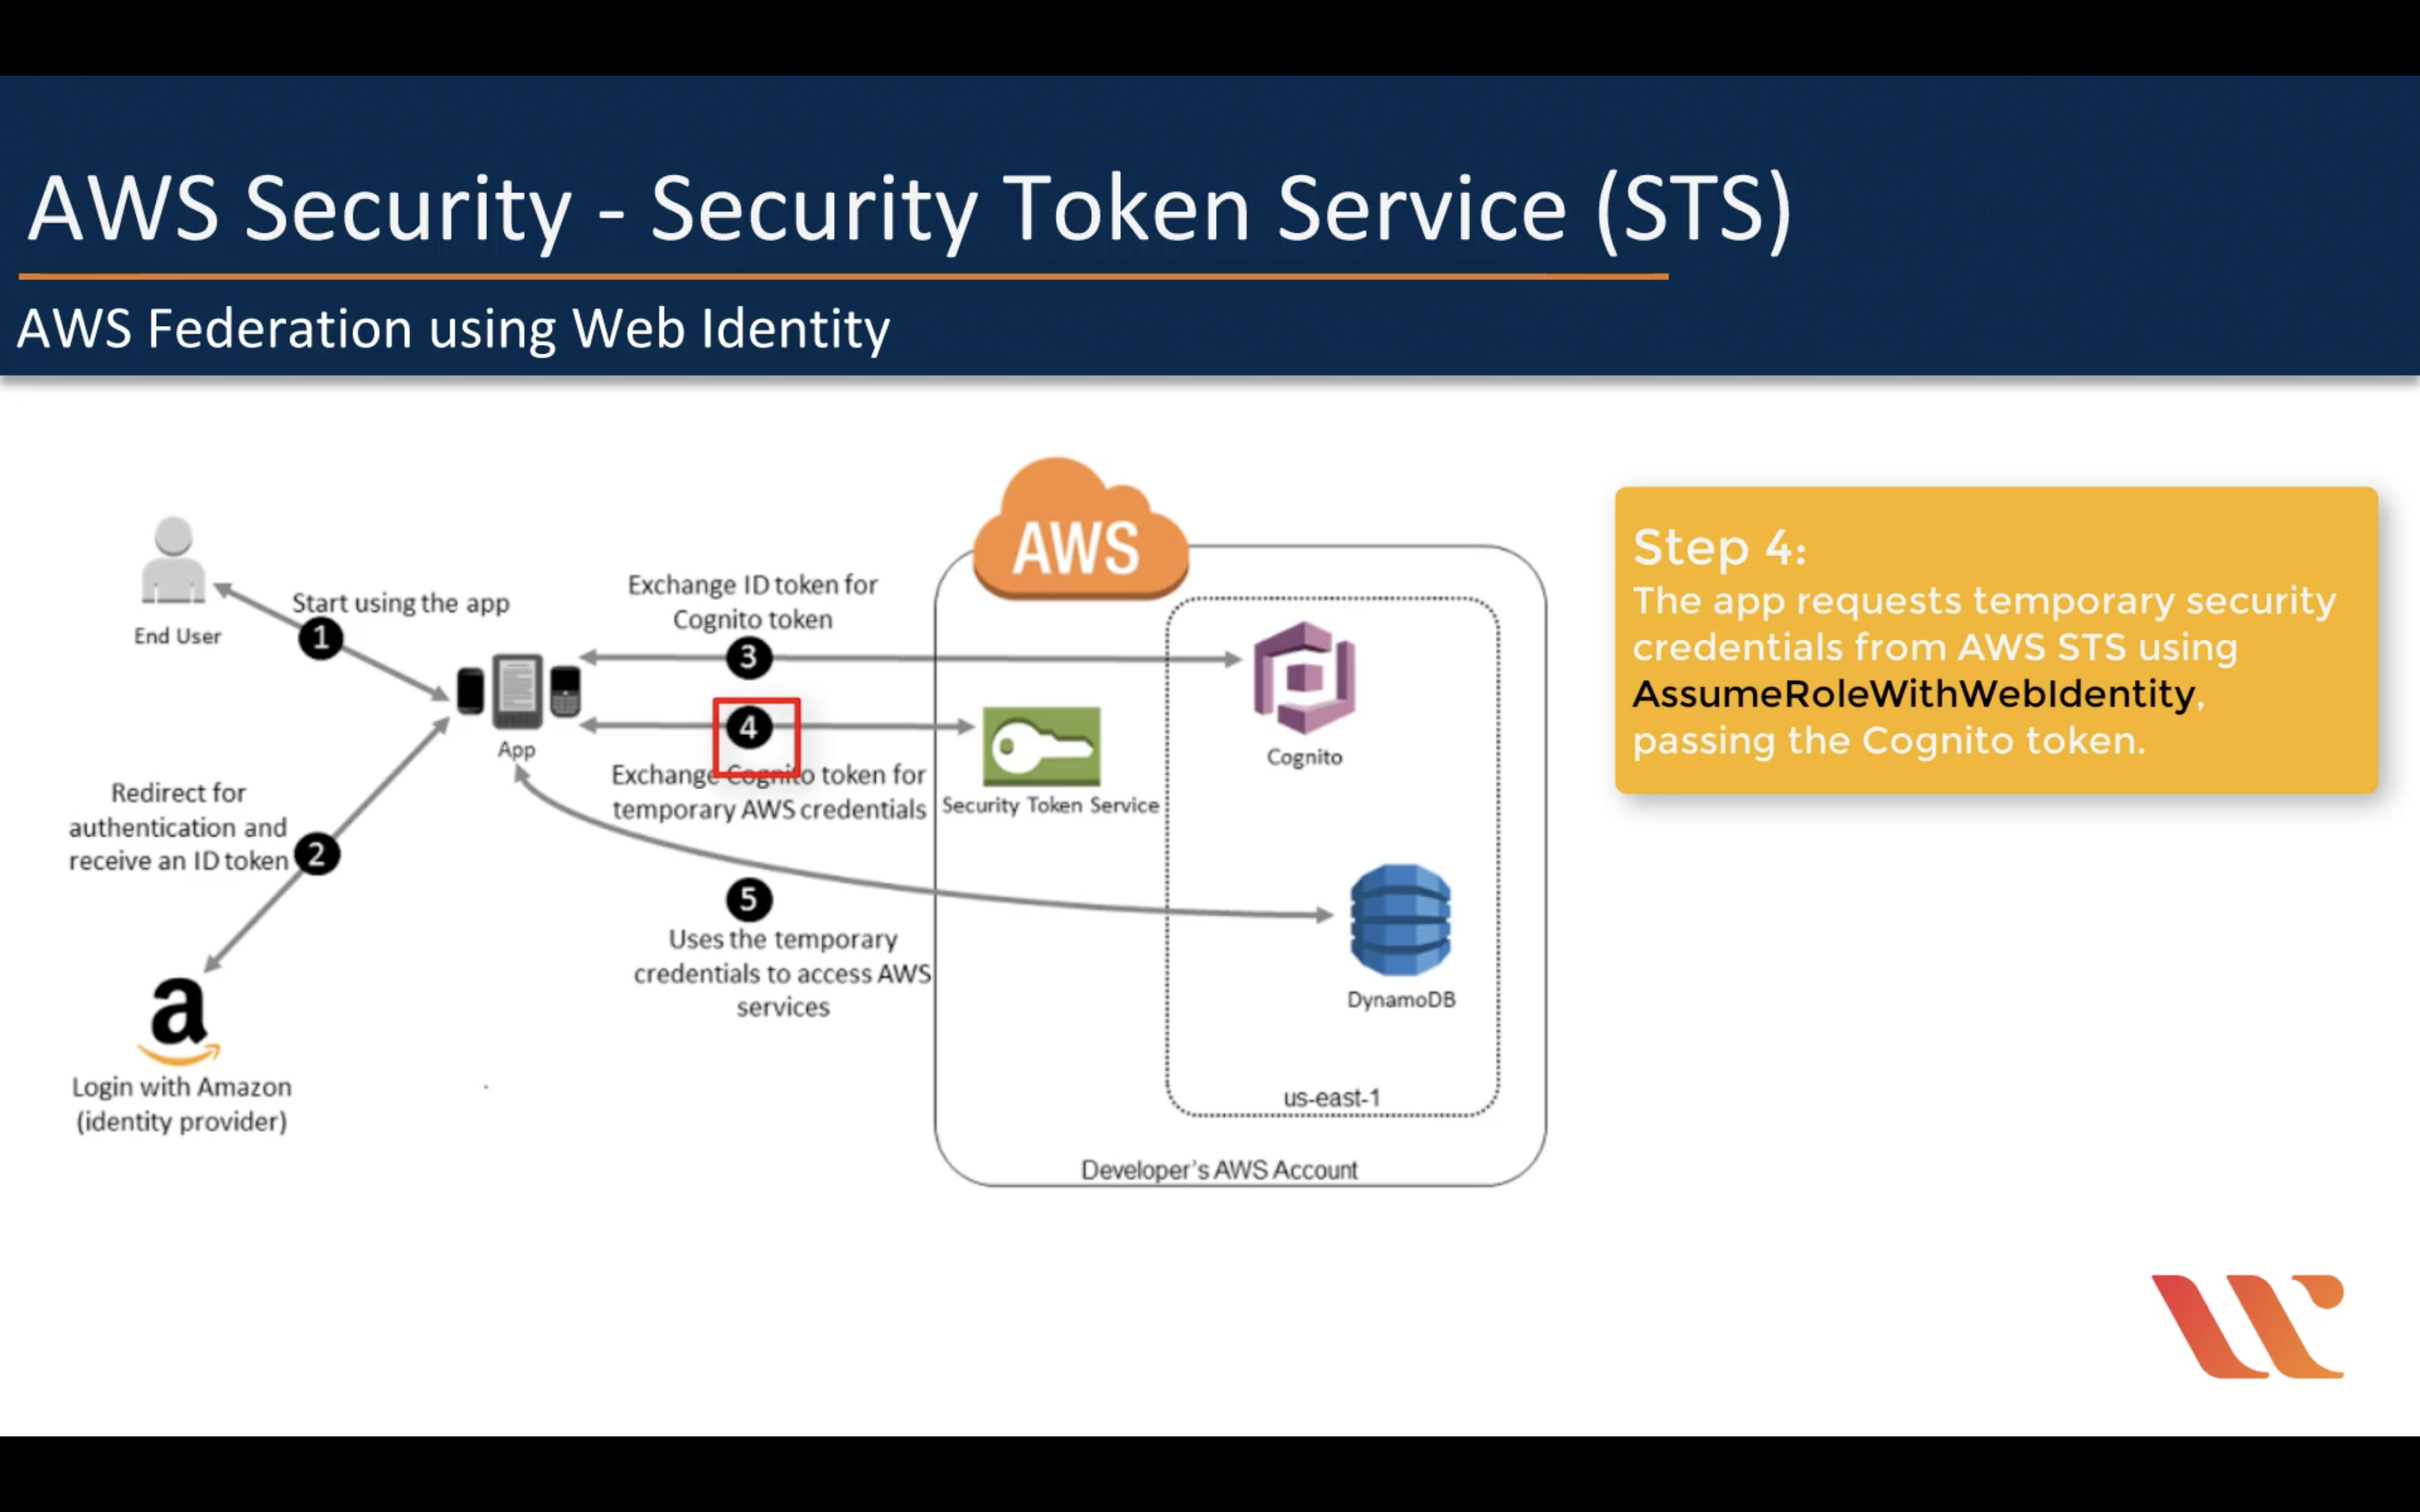 AWS Security - Security Token Service (STS)
AWS Federation using Web Identity
AWS
End User
Start using the app
1
Exchange ID token for
Cognito token
3
4
Exchange Cognito token for
temporary AWS credentials
App
Security Token Service
Cognito
Redirect for
authentication and
receive an ID token
2
5
Uses the temporary
credentials to access AWS
services
DynamoDB
a
Login with Amazon
(identity provider)
us-east-1
Developer's AWS Account
Step 4:
The app requests temporary security
credentials from AWS STS using
AssumeRoleWithWebIdentity,
passing the Cognito token.